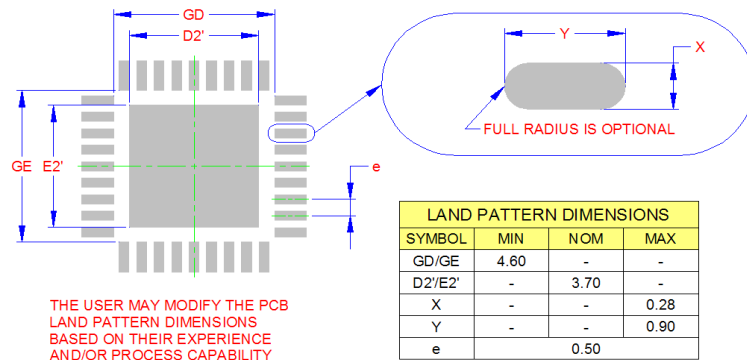 GD
D2'
GE
E2'
e
Y
X
FULL RADIUS IS OPTIONAL
THE USER MAY MODIFY THE PCB
LAND PATTERN DIMENSIONS
BASED ON THEIR EXPERIENCE
AND/OR PROCESS CAPABILITY
LAND PATTERN DIMENSIONS
SYMBOL MIN NOM MAX
GD/GE 4.60 - -
D2'/E2' - 3.70 -
X - - 0.28
Y - - 0.90
e 0.50